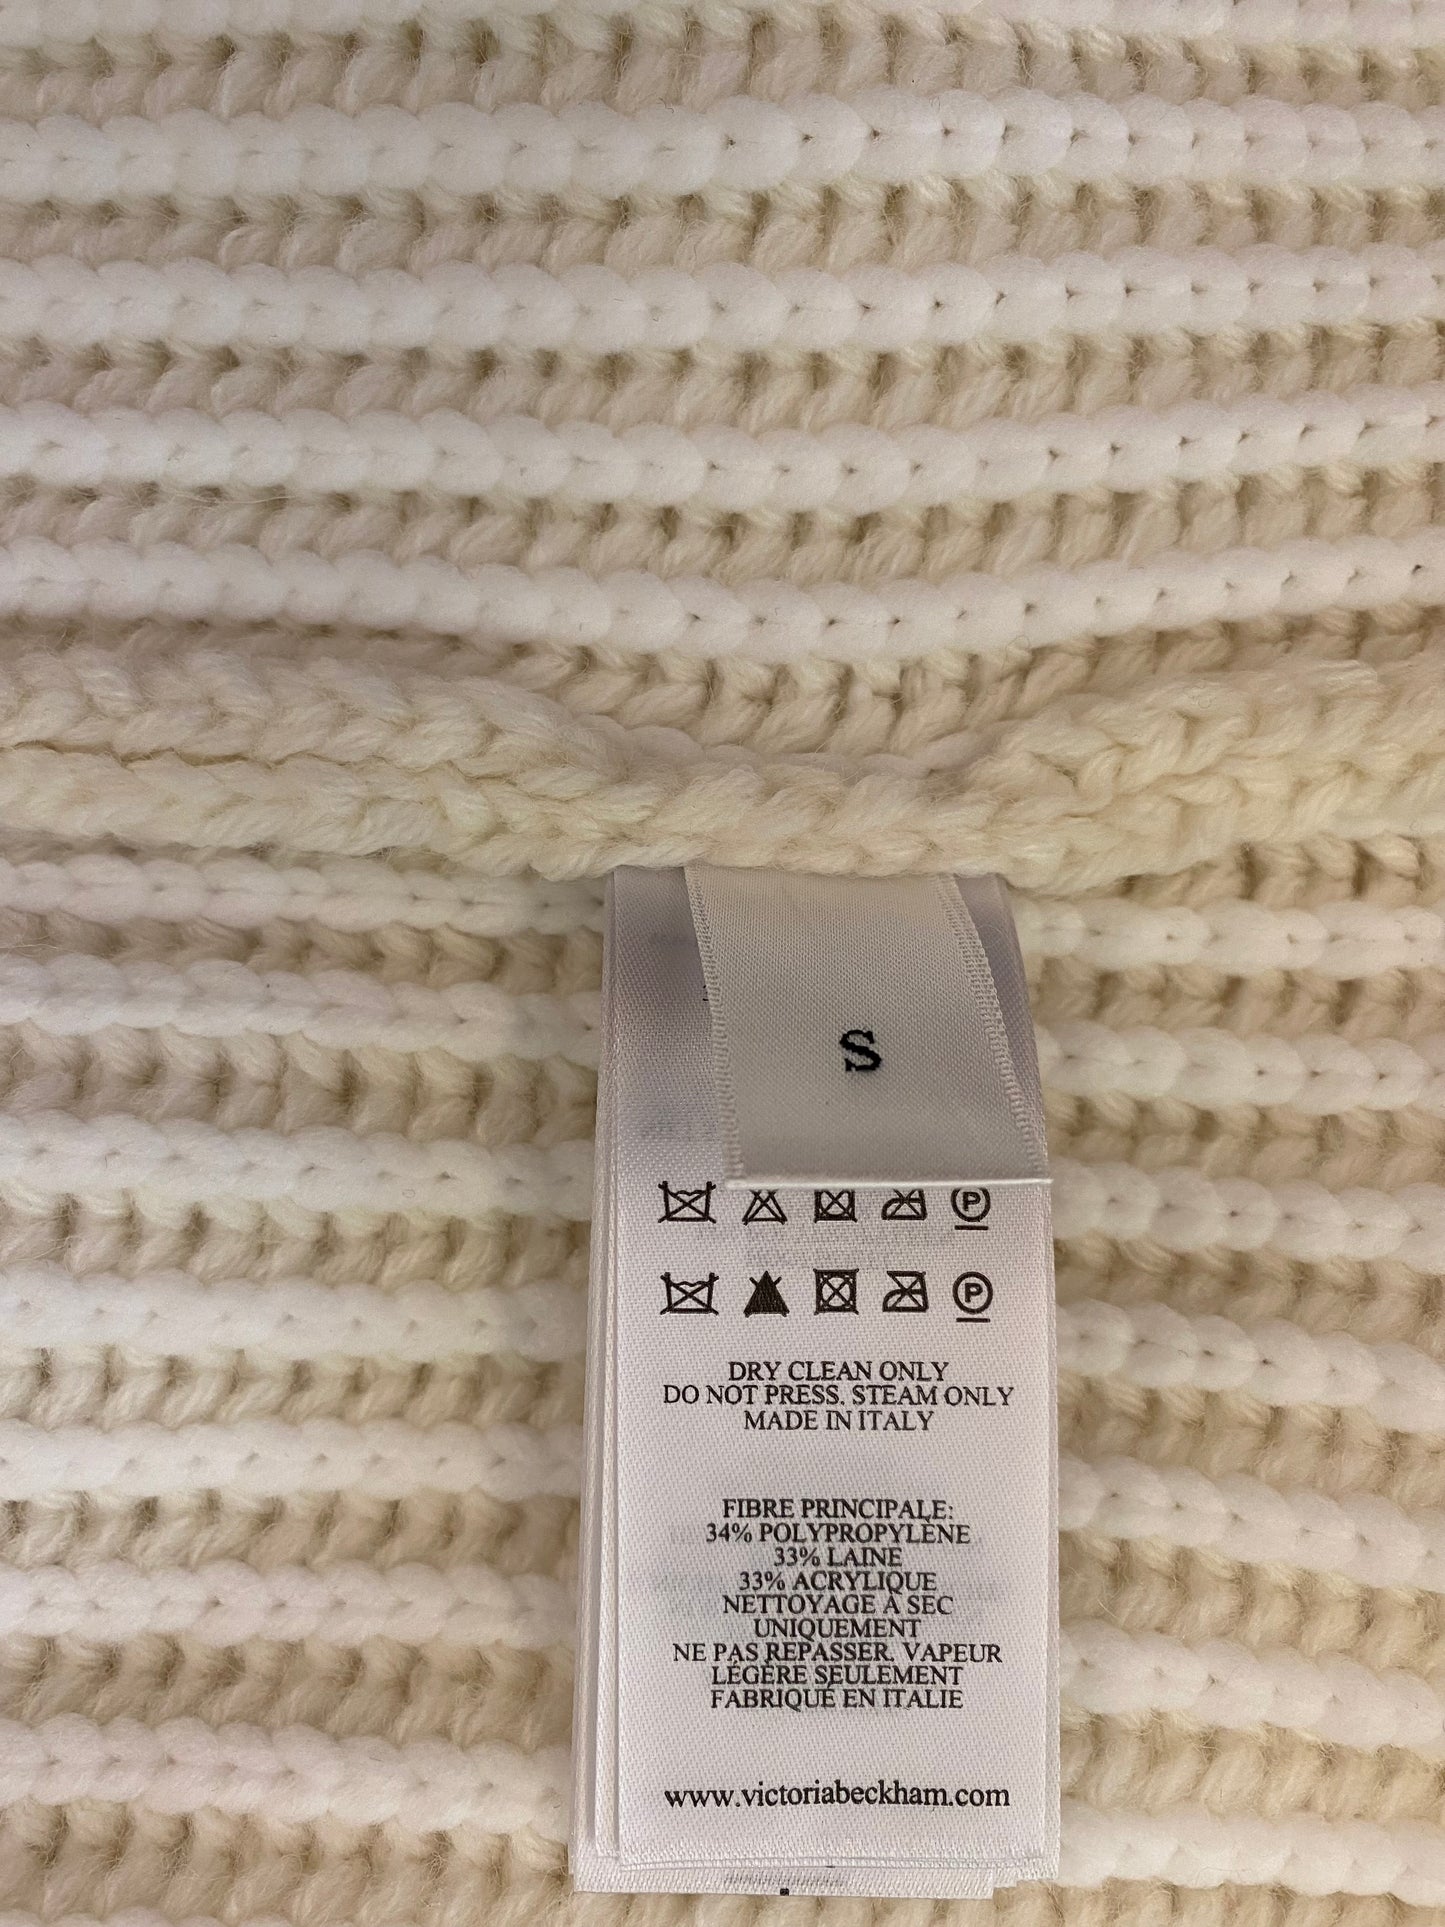 S
P
P
DRY CLEAN ONLY
DO NOT PRESS. STEAM ONLY
MADE IN ITALY
FIBRE PRINCIPALE:
34% POLYPROPYLÈNE
33% LAINE
33% ACRYLIQUE
NETTOYAGE À SEC
UNIQUEMENT
NE PAS REPASSER. VAPEUR
LÉGÈRE SEULEMENT
FABRIQUÉ EN ITALIE
www.victoriabeckham.com